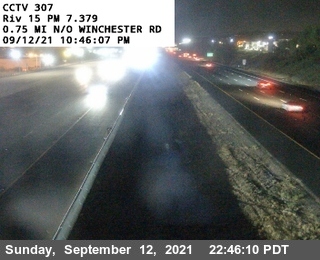 CCTV 307
Riv 15 PM 7.379
0.75 MI N/O WINCHESTER RD
09/12/21 10:46:07 PM
Sunday, September 12, 2021 22:46:10 PDT